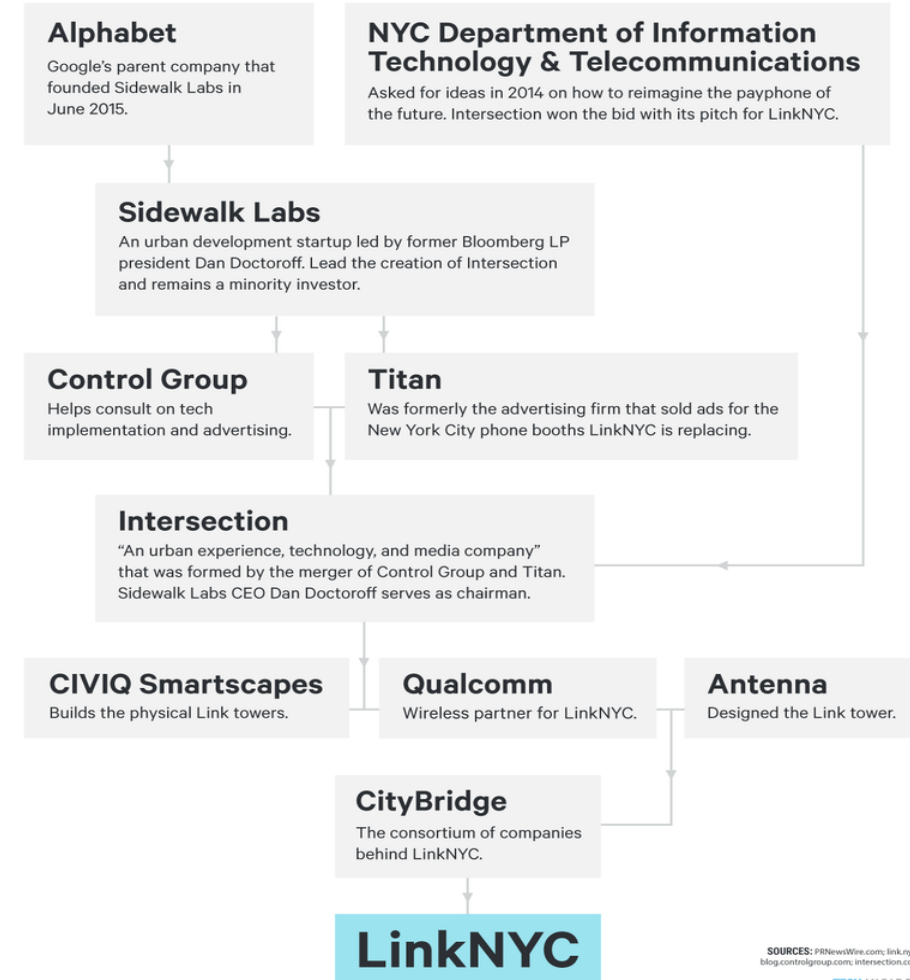 Alphabet
Google's parent company that
founded Sidewalk Labs in
June 2015.
NYC Department of Information
Technology & Telecommunications
Asked for ideas in 2014 on how to reimagine the payphone of
the future. Intersection won the bid with its pitch for LinkNYC.
Sidewalk Labs
An urban development startup led by former Bloomberg LP
president Dan Doctoroff. Lead the creation of Intersection
and remains a minority investor.
Control Group
Helps consult on tech
implementation and advertising.
Titan
Was formerly the advertising firm that sold ads for the
New York City phone booths LinkNYC is replacing.
Intersection
“An urban experience, technology, and media company”
that was formed by the merger of Control Group and Titan.
Sidewalk Labs CEO Dan Doctoroff serves as chairman.
CIVIQ Smartscapes
Builds the physical Link towers.
Qualcomm
Wireless partner for LinkNYC.
Antenna
Designed the Link tower.
CityBridge
The consortium of companies
behind LinkNYC.
LinkNYC
SOURCES: PRNewsWire.com; link.ny
blog.controlgroup.com; intersection.co